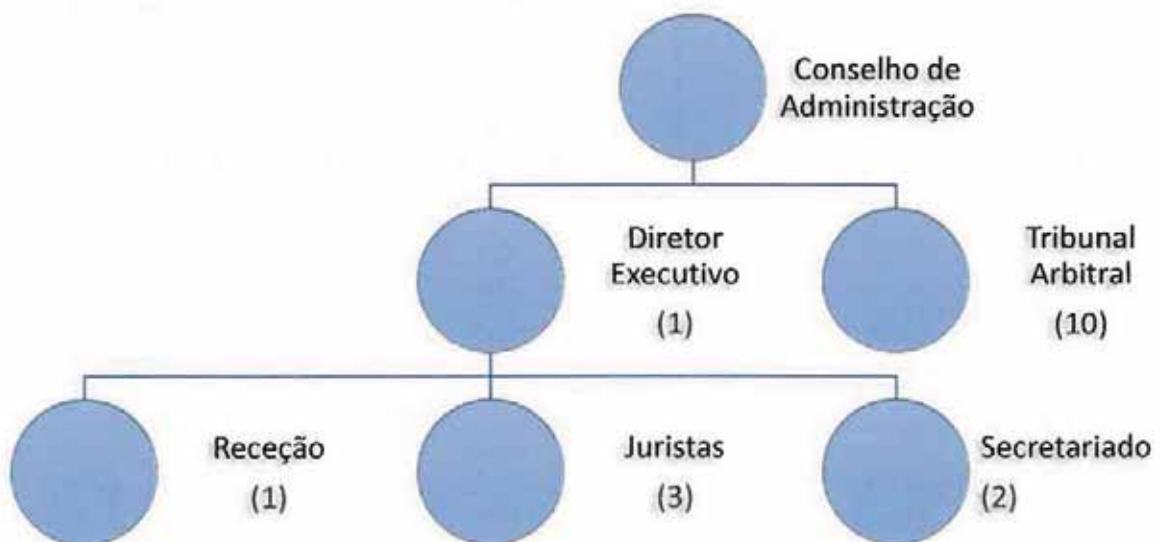 Conselho de
Administração
Diretor
Executivo
(1)
Tribunal
Arbitral
(10)
Receção
(1)
Juristas
(3)
Secretariado
(2)